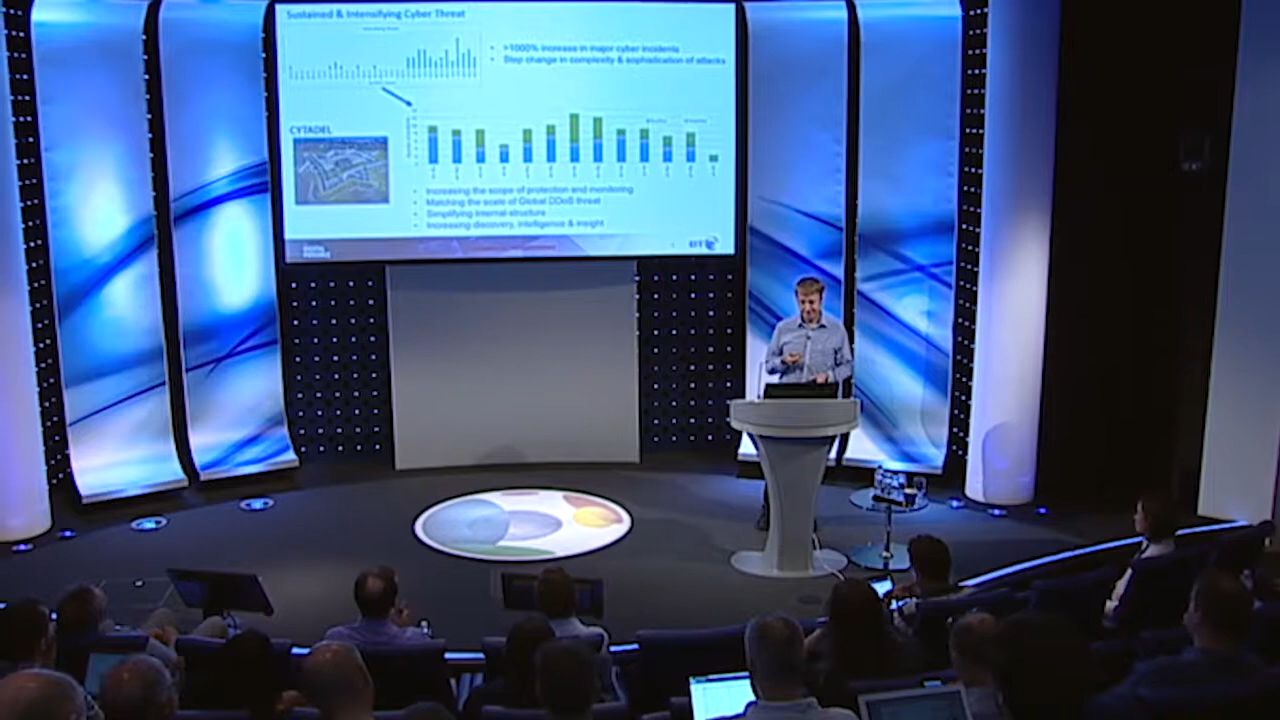 Sustained & Intensifying Cyber Threat
• >1000% increase in major cyber incidents
• Step change in complexity & sophistication of attacks
CYTADEL
• Increasing the scope of protection and monitoring
• Matching the scale of Global DDoS threat
• Simplifying internal structure
• Increasing discovery, intelligence & insight
BT